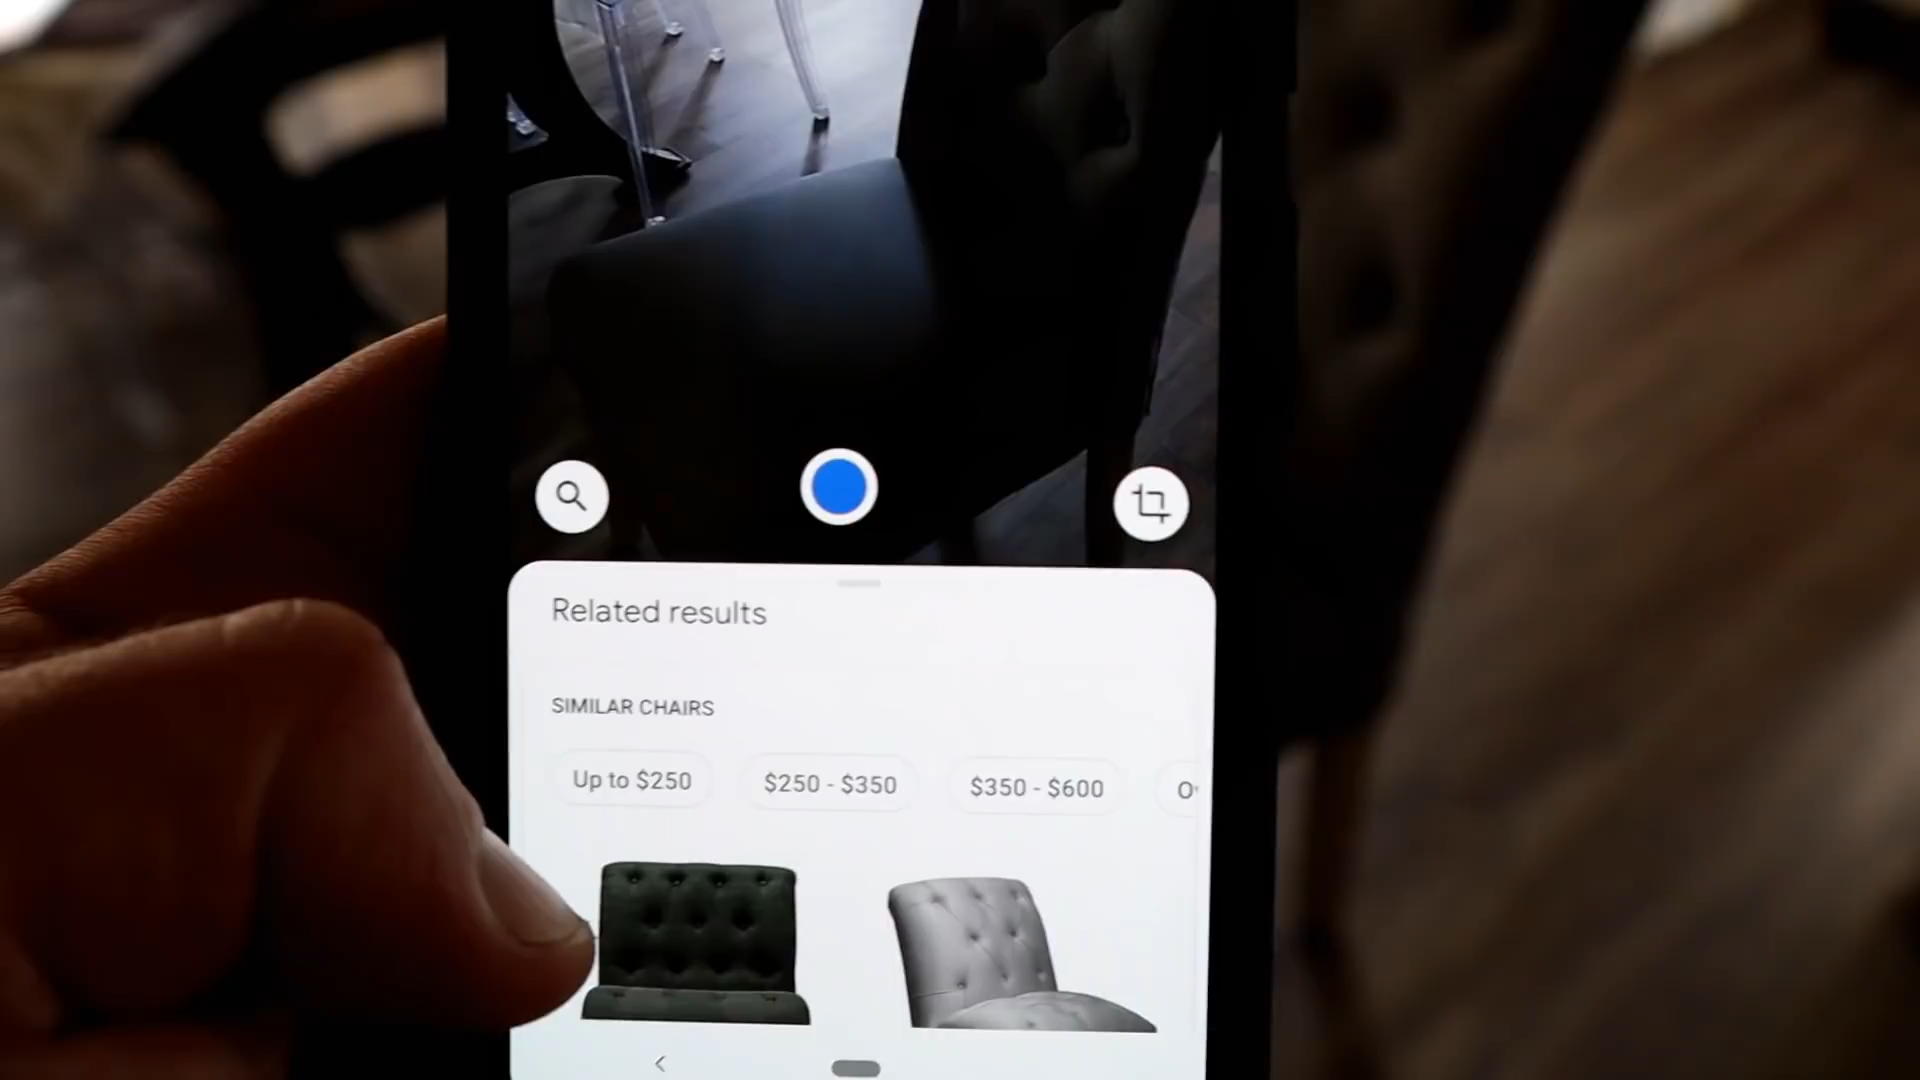 Related results
SIMILAR CHAIRS
Up to $250
$250 - $350
$350 - $600